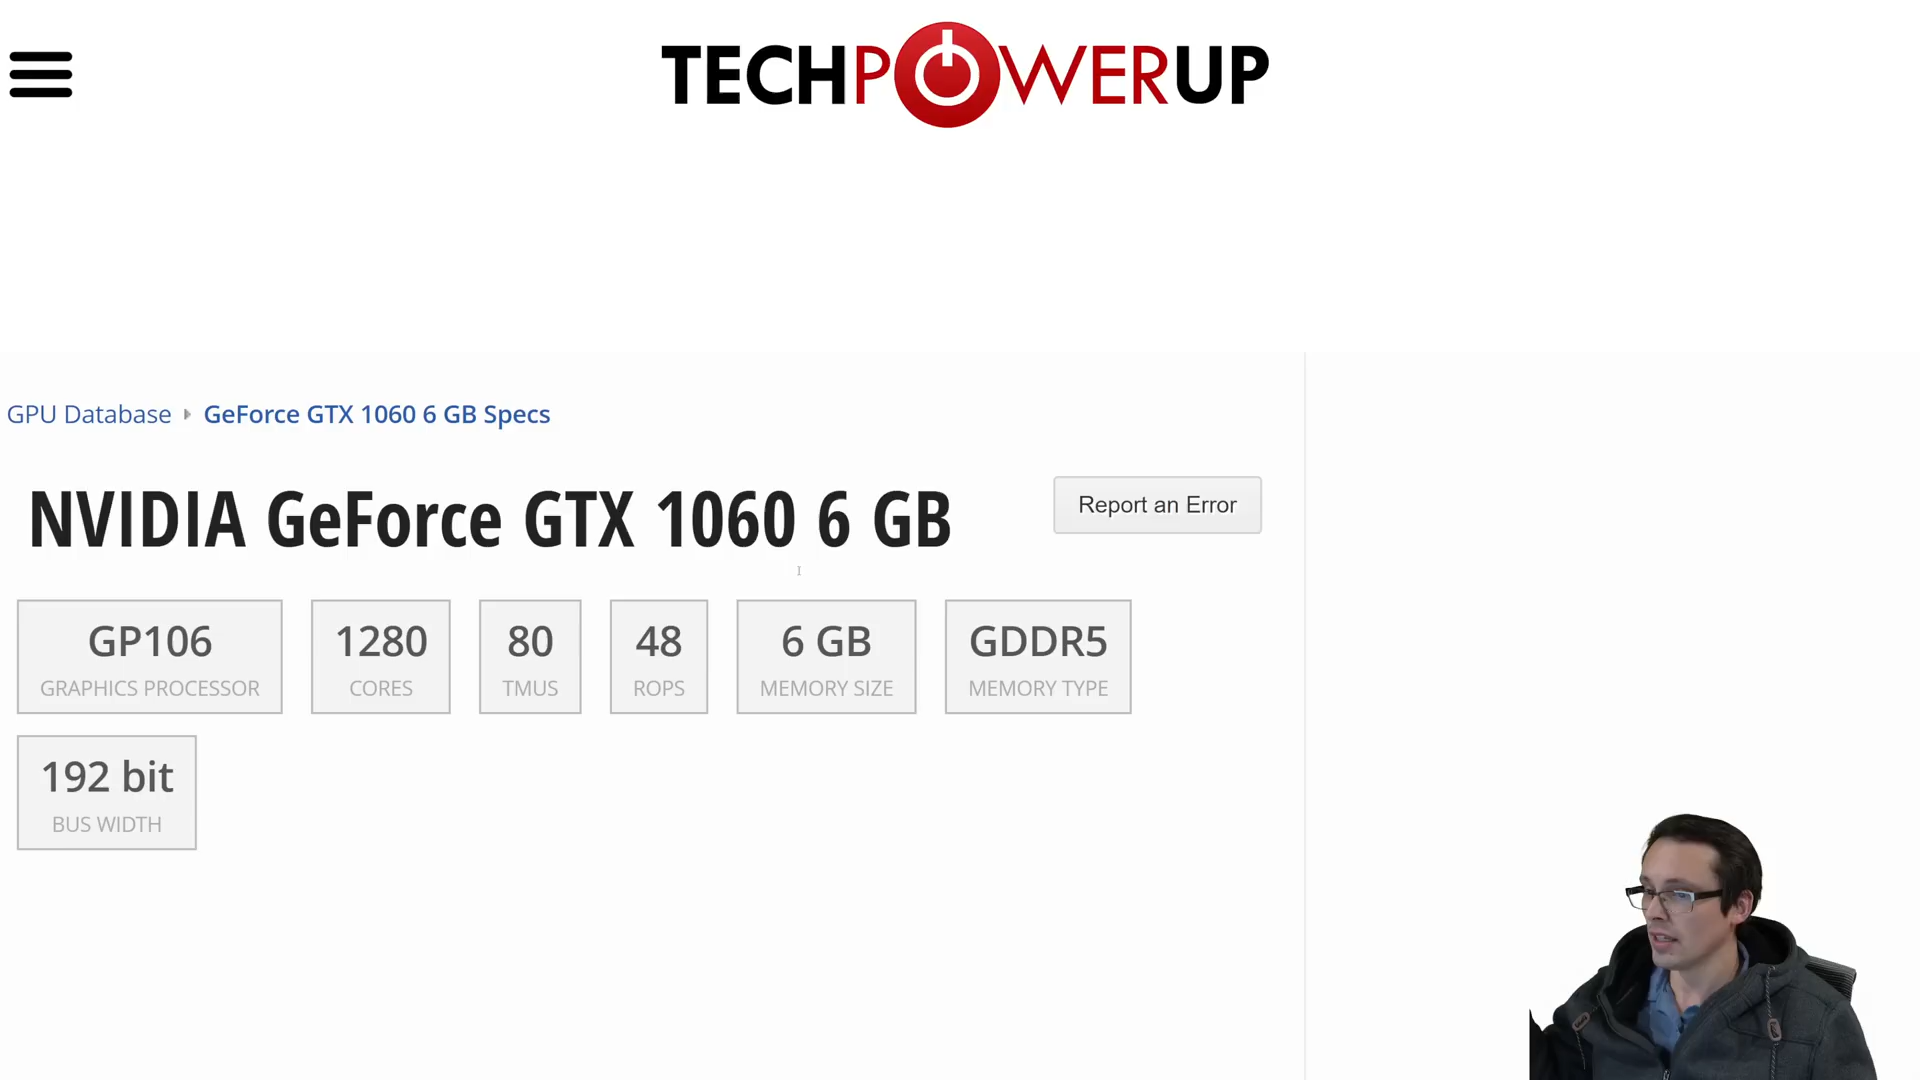 TECHPOWERUP
GPU Database ▸ GeForce GTX 1060 6 GB Specs
NVIDIA GeForce GTX 1060 6 GB
Report an Error
GP106
GRAPHICS PROCESSOR
1280
CORES
80
TMUS
48
ROPS
6 GB
MEMORY SIZE
GDDR5
MEMORY TYPE
192 bit
BUS WIDTH